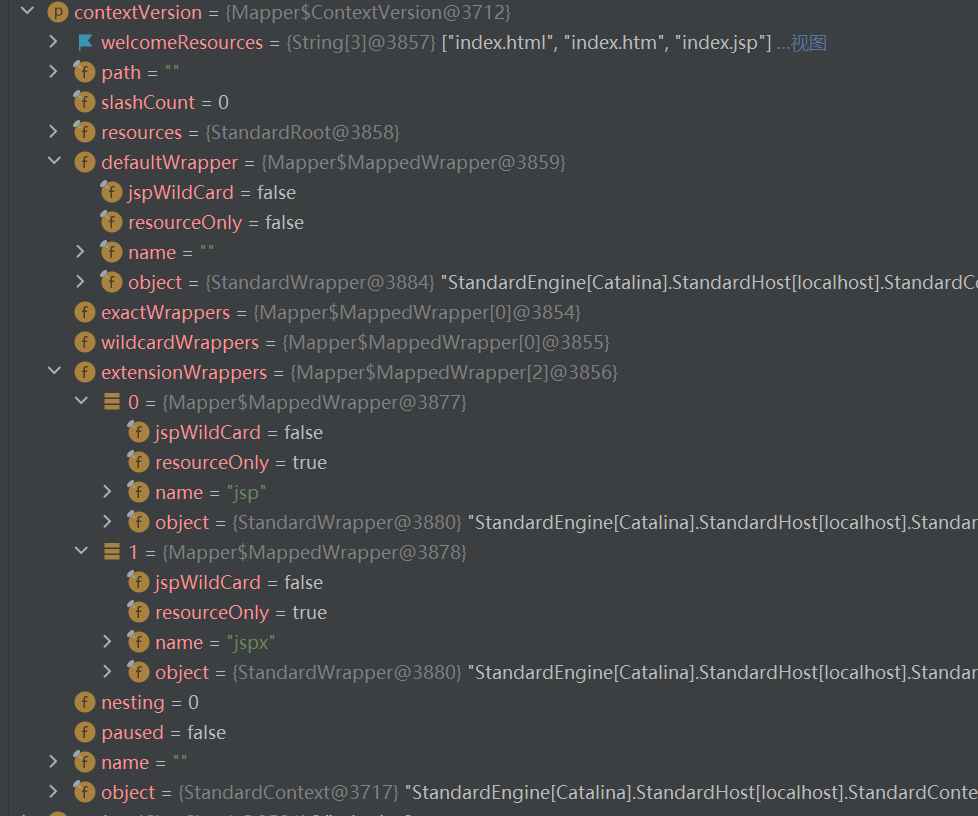 contextVersion = {Mapper$ContextVersion@3712}
welcomeResources = {String[3]@3857} ["index.html", "index.htm", "index.jsp"] ...视图
path = ""
slashCount = 0
resources = {StandardRoot@3858}
defaultWrapper = {Mapper$MappedWrapper@3859}
jspWildCard = false
resourceOnly = false
name = ""
object = {StandardWrapper@3884} "StandardEngine[Catalina].StandardHost[localhost].StandardCo
exactWrappers = {Mapper$MappedWrapper[0]@3854}
wildcardWrappers = {Mapper$MappedWrapper[0]@3855}
extensionWrappers = {Mapper$MappedWrapper[2]@3856}
0 = {Mapper$MappedWrapper@3877}
jspWildCard = false
resourceOnly = true
name = "jsp"
object = {StandardWrapper@3880} "StandardEngine[Catalina].StandardHost[localhost].Standar
1 = {Mapper$MappedWrapper@3878}
jspWildCard = false
resourceOnly = true
name = "jspx"
object = {StandardWrapper@3880} "StandardEngine[Catalina].StandardHost[localhost].Standar
nesting = 0
paused = false
name = ""
object = {StandardContext@3717} "StandardEngine[Catalina].StandardHost[localhost].StandardConte